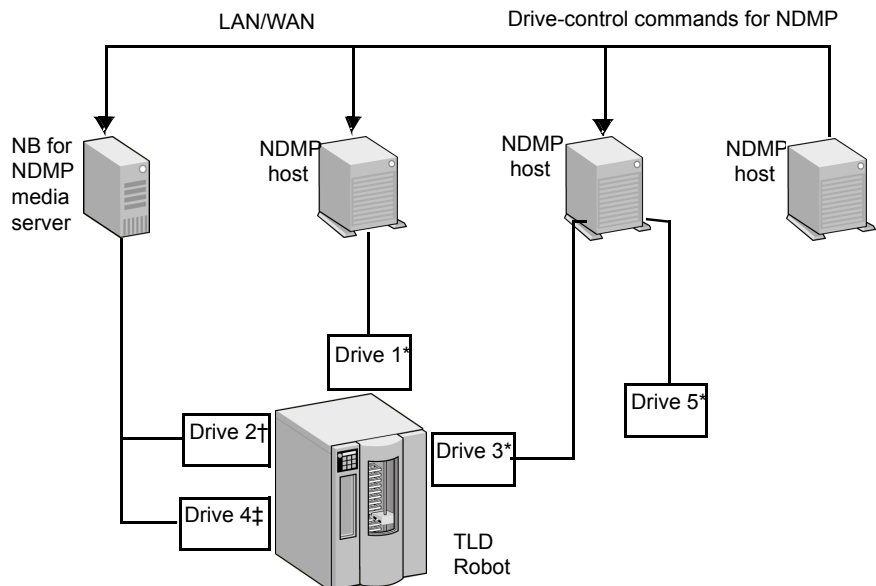 LAN/WAN
Drive-control commands for NDMP
NB for
NDMP
media
server
NDMP
host
NDMP
host
NDMP
host
Drive 1*
Drive 2†
Drive 3*
Drive 5*
Drive 4‡
TLD
Robot